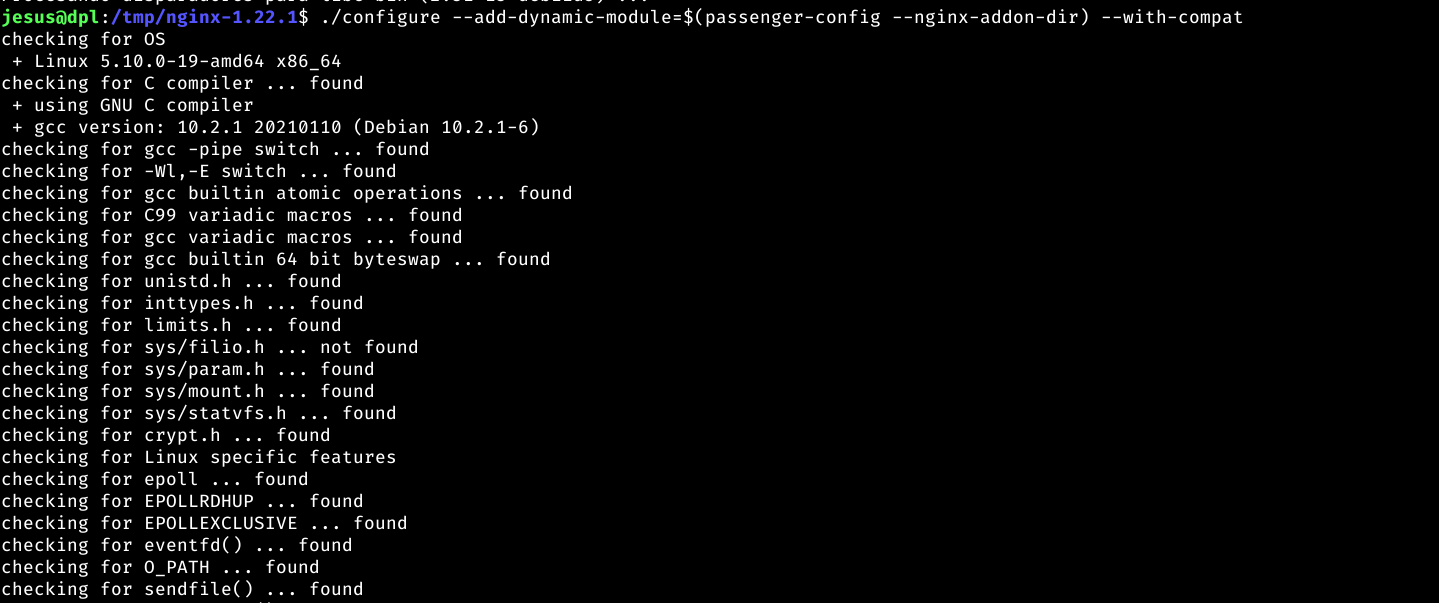 jesus@dpl:/tmp/nginx-1.22.1$ ./configure --add-dynamic-module=$(passenger-config --nginx-addon-dir) --with-compat
checking for OS
 + Linux 5.10.0-19-amd64 x86_64
checking for C compiler ... found
 + using GNU C compiler
 + gcc version: 10.2.1 20210110 (Debian 10.2.1-6)
checking for gcc -pipe switch ... found
checking for -Wl,-E switch ... found
checking for gcc builtin atomic operations ... found
checking for C99 variadic macros ... found
checking for gcc variadic macros ... found
checking for gcc builtin 64 bit byteswap ... found
checking for unistd.h ... found
checking for inttypes.h ... found
checking for limits.h ... found
checking for sys/filio.h ... not found
checking for sys/param.h ... found
checking for sys/mount.h ... found
checking for sys/statvfs.h ... found
checking for crypt.h ... found
checking for Linux specific features
checking for epoll ... found
checking for EPOLLRDHUP ... found
checking for EPOLLEXCLUSIVE ... found
checking for eventfd() ... found
checking for O_PATH ... found
checking for sendfile() ... found